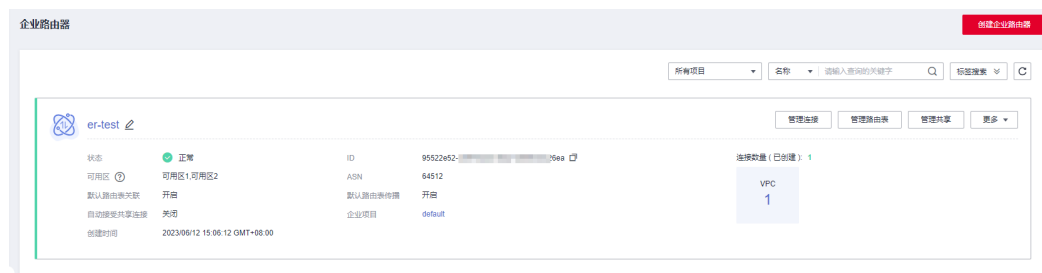 企业路由器
创建企业路由器
所有项目
名称
请输入查询的关键字
标签搜索
er-test
管理连接
管理路由表
管理共享
更多
状态
正常
ID
95522e52-
26ea
连接数量 (已创建): 1
可用区
可用区1,可用区2
ASN
64512
VPC
1
默认路由表关联
开启
默认路由表传播
开启
自动接受共享连接
关闭
企业项目
default
创建时间
2023/06/12 15:06:12 GMT+08:00